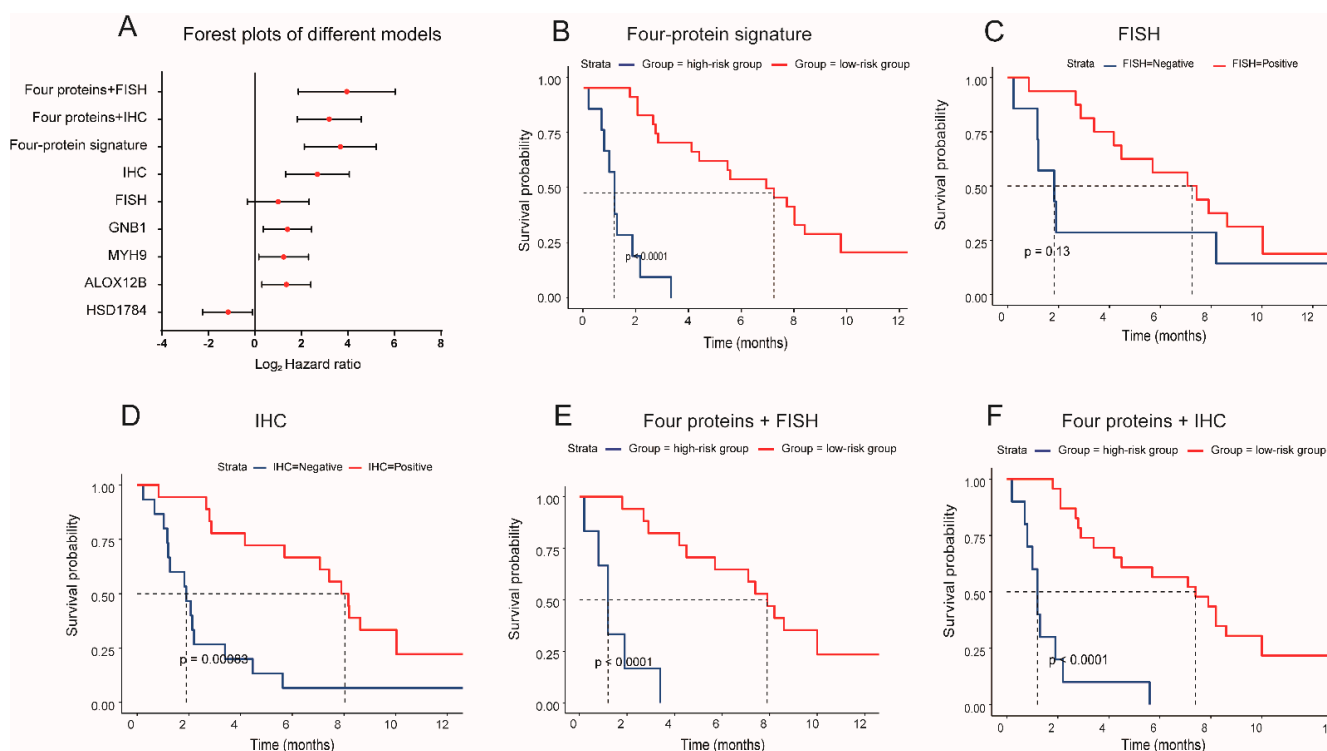 A
Forest plots of different models
Four proteins+FISH
Four proteins+IHC
Four-protein signature
IHC
FISH
GNB1
MYH9
ALOX12B
HSD1784
-4 -2 0 2 4 6 8
Log₂ Hazard ratio
B
Four-protein signature
Strata Group = high-risk group Group = low-risk group
Survival probability
1.00
0.75
0.50
0.25
0.00
p < 0.0001
0 2 4 6 8 10 12
Time (months)
C
FISH
Strata FISH=Negative FISH=Positive
Survival probability
1.00
0.75
0.50
0.25
0.00
p = 0.13
0 2 4 6 8 10 12
Time (months)
D
IHC
Strata IHC=Negative IHC=Positive
Survival probability
1.00
0.75
0.50
0.25
0.00
p = 0.00083
0 2 4 6 8 10 12
Time (months)
E
Four proteins + FISH
Strata Group = high-risk group Group = low-risk group
Survival probability
1.00
0.75
0.50
0.25
0.00
p < 0.0001
0 2 4 6 8 10 12
Time (months)
F
Four proteins + IHC
Strata Group = high-risk group Group = low-risk group
Survival probability
1.00
0.75
0.50
0.25
0.00
p < 0.0001
0 2 4 6 8 10
Time (months)